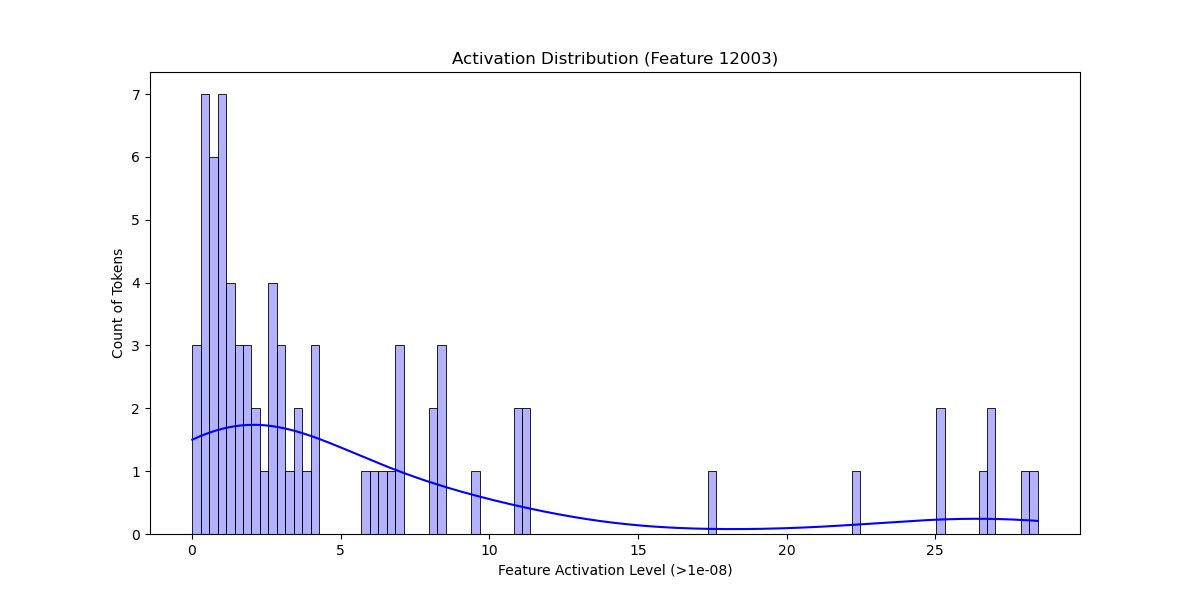 Activation Distribution (Feature 12003)
7
6
5
4
3
2
1
0
Count of Tokens
0 5 10 15 20 25
Feature Activation Level (>1e-08)